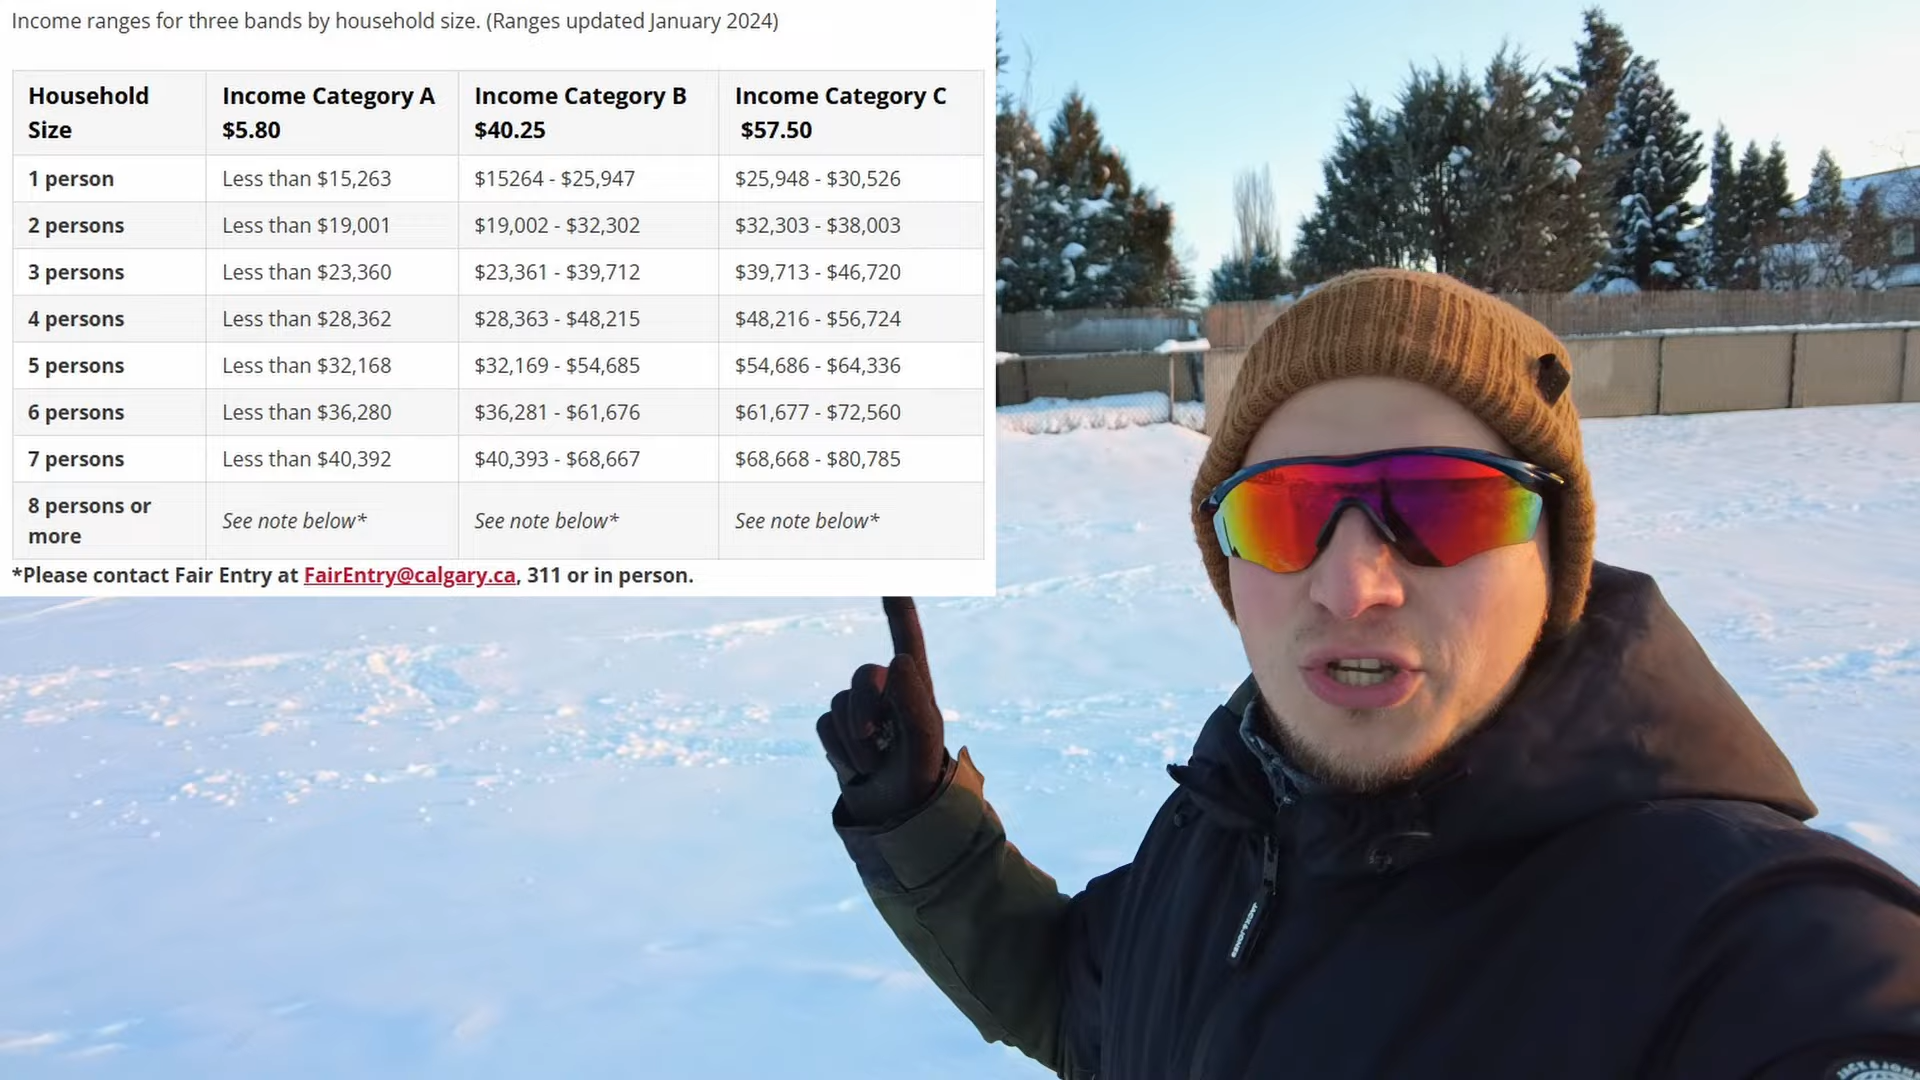 Income ranges for three bands by household size. (Ranges updated January 2024)
Household Size | Income Category A $5.80 | Income Category B $40.25 | Income Category C $57.50
1 person | Less than $15,263 | $15264 - $25,947 | $25,948 - $30,526
2 persons | Less than $19,001 | $19,002 - $32,302 | $32,303 - $38,003
3 persons | Less than $23,360 | $23,361 - $39,712 | $39,713 - $46,720
4 persons | Less than $28,362 | $28,363 - $48,215 | $48,216 - $56,724
5 persons | Less than $32,168 | $32,169 - $54,685 | $54,686 - $64,336
6 persons | Less than $36,280 | $36,281 - $61,676 | $61,677 - $72,560
7 persons | Less than $40,392 | $40,393 - $68,667 | $68,668 - $80,785
8 persons or more | See note below* | See note below* | See note below*
*Please contact Fair Entry at FairEntry@calgary.ca, 311 or in person.
JACK&JONES
JACK & JON